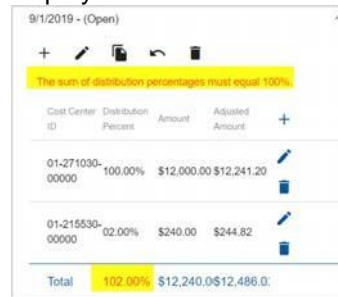 9/1/2019 - (Open)
The sum of distribution percentages must equal 100%.
Cost Center Distribution Amount Adjusted
ID Percent Amount
01-271030- 100.00% $12,000.00 $12,241.20
00000
01-215530- 02.00% $240.00 $244.82
00000
Total 102.00% $12,240.0 $12,486.0